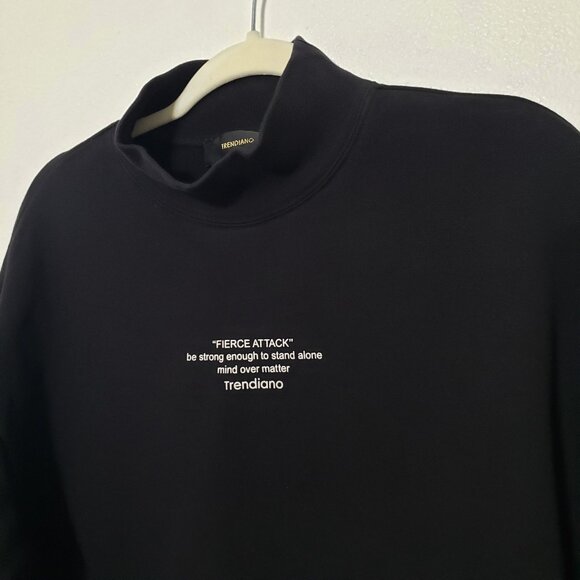 TRENDIANO
"FIERCE ATTACK"
be strong enough to stand alone
mind over matter
Trendiano